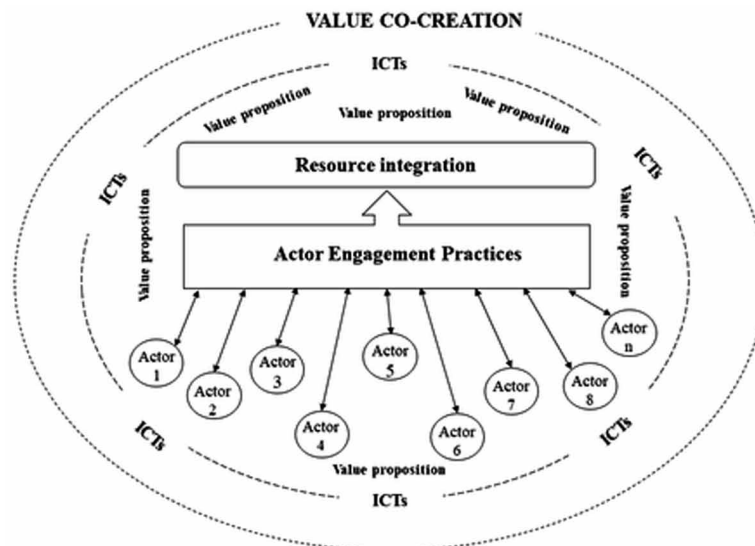 VALUE CO-CREATION
ICTs
Value proposition
Value proposition
Value proposition
Resource integration
ICTs
ICTs
Value proposition
Value proposition
Actor Engagement Practices
Actor
n
Actor
1
Actor
2
Actor
3
Actor
5
Actor
7
Actor
8
Actor
4
Actor
6
ICTs
ICTs
Value proposition
ICTs